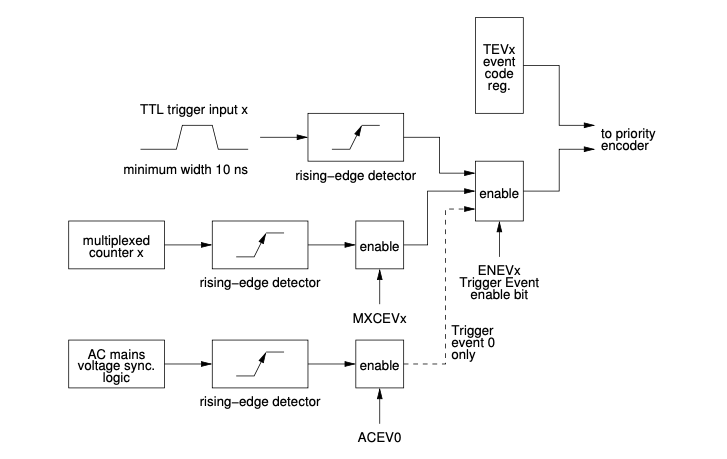 TEVx
event
code
reg.
TTL trigger input x
to priority
encoder
minimum width 10 ns
rising−edge detector
enable
multiplexed
counter x
enable
rising−edge detector
ENEVx
Trigger Event
enable bit
MXCEVx
Trigger
event 0
only
AC mains
voltage sync.
logic
enable
rising−edge detector
ACEV0